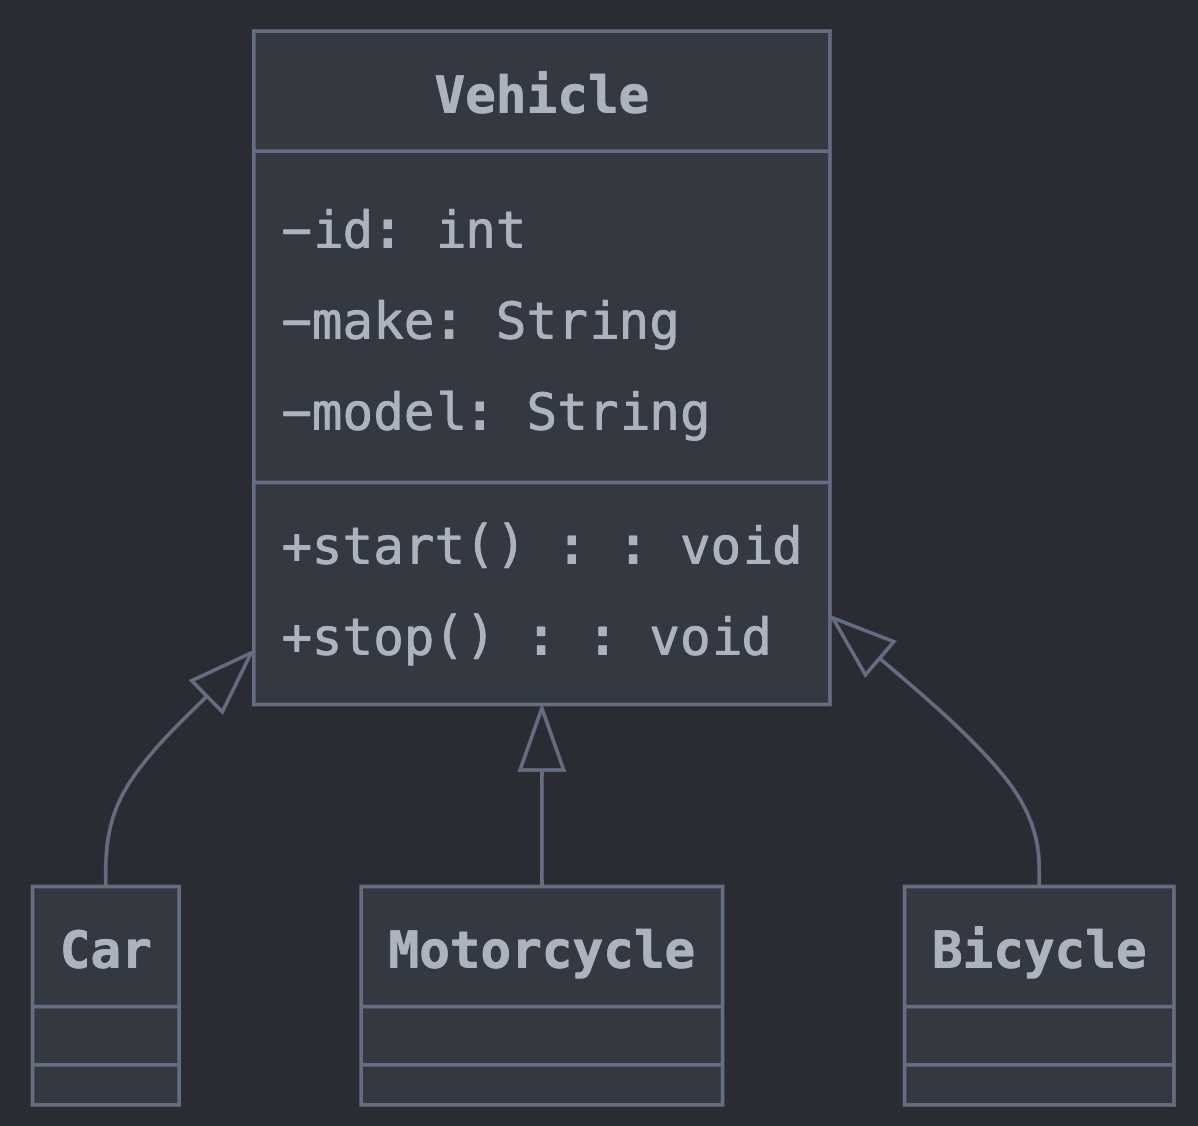 Vehicle
-id: int
-make: String
-model: String
+start() : : void
+stop() : : void
Car
Motorcycle
Bicycle